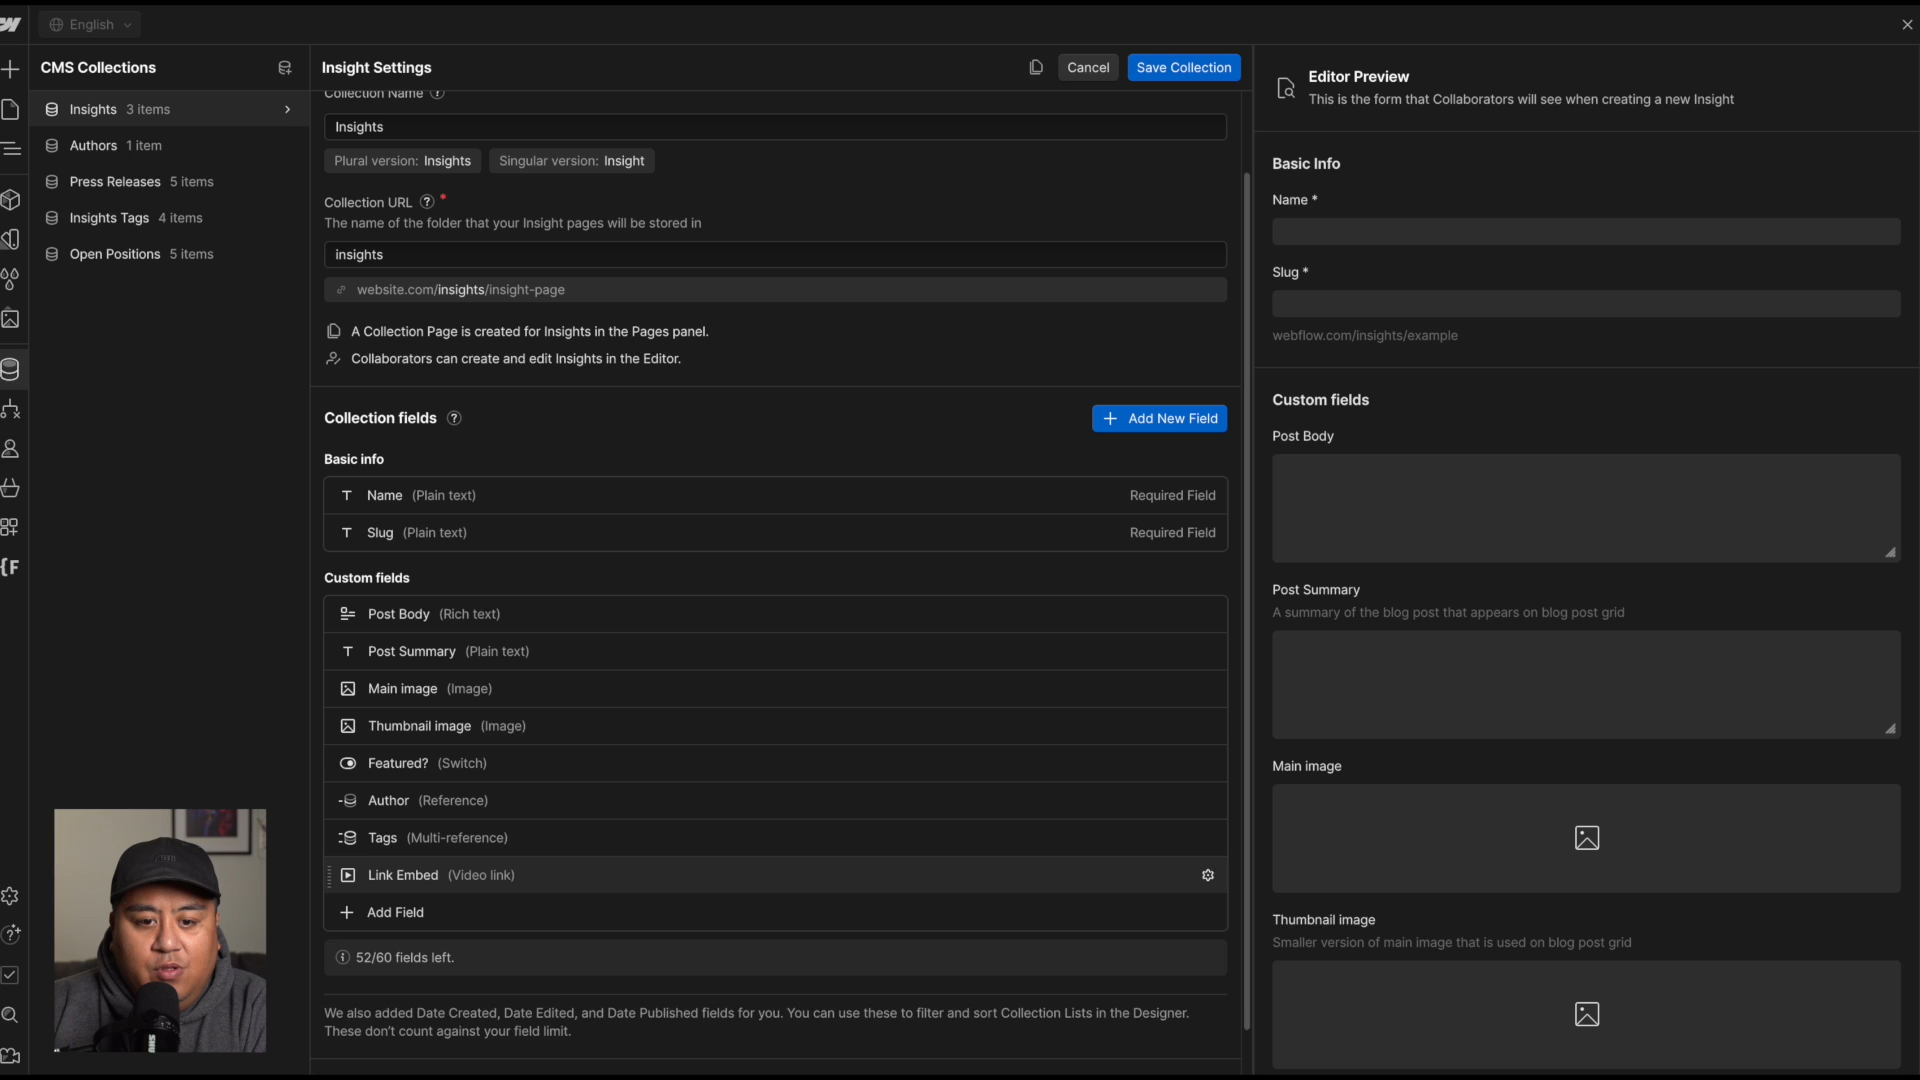 English
CMS Collections
Insights 3 items
Authors 1 item
Press Releases 5 items
Insights Tags 4 items
Open Positions 5 items
Insight Settings
Cancel
Save Collection
Collection Name
Insights
Plural version: Insights
Singular version: Insight
Collection URL *
The name of the folder that your Insight pages will be stored in
insights
website.com/insights/insight-page
A Collection Page is created for Insights in the Pages panel.
Collaborators can create and edit Insights in the Editor.
Collection fields
Add New Field
Basic info
Name (Plain text) Required Field
Slug (Plain text) Required Field
Custom fields
Post Body (Rich text)
Post Summary (Plain text)
Main image (Image)
Thumbnail image (Image)
Featured? (Switch)
Author (Reference)
Tags (Multi-reference)
Link Embed (Video link)
Add Field
52/60 fields left.
We also added Date Created, Date Edited, and Date Published fields for you. You can use these to filter and sort Collection Lists in the Designer.
These don't count against your field limit.
Editor Preview
This is the form that Collaborators will see when creating a new Insight
Basic Info
Name *
Slug *
webflow.com/insights/example
Custom fields
Post Body
Post Summary
A summary of the blog post that appears on blog post grid
Main image
Thumbnail image
Smaller version of main image that is used on blog post grid